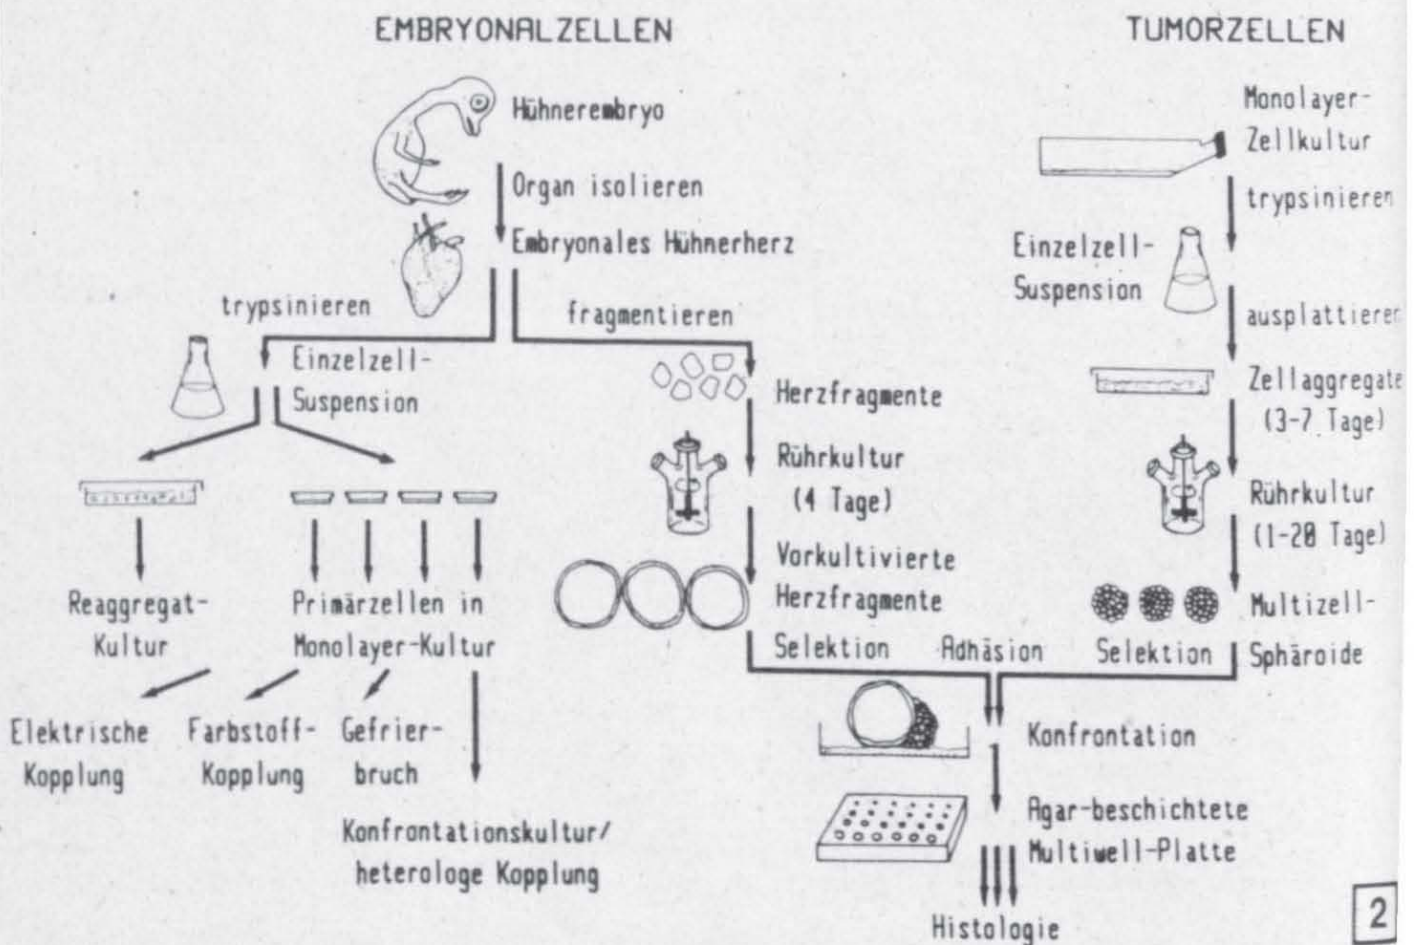 EMBRYONALZELLEN
Hühnerembryo
Organ isolieren
Embryonales Hühnerherz
trypsinieren
fragmentieren
Einzelzell-
Suspension
Herzfragmente
Rührkultur
(4 Tage)
Vorkultivierte
Herzfragmente
Selektion
Adhäsion
Reaggregat-
Kultur
Primärzellen in
Monolayer-Kultur
Elektrische
Kopplung
Farbstoff-
Kopplung
Gefrier-
bruch
Konfrontationskultur/
heterologe Kopplung
TUMORZELLEN
Monolayer-
Zellkultur
trypsinieren
Einzelzell-
Suspension
ausplattieren
Zellaggregate
(3-7 Tage)
Rührkultur
(1-20 Tage)
Multizell-
Sphäroide
Selektion
Konfrontation
Agar-beschichtete
Multiwell-Platte
Histologie
2